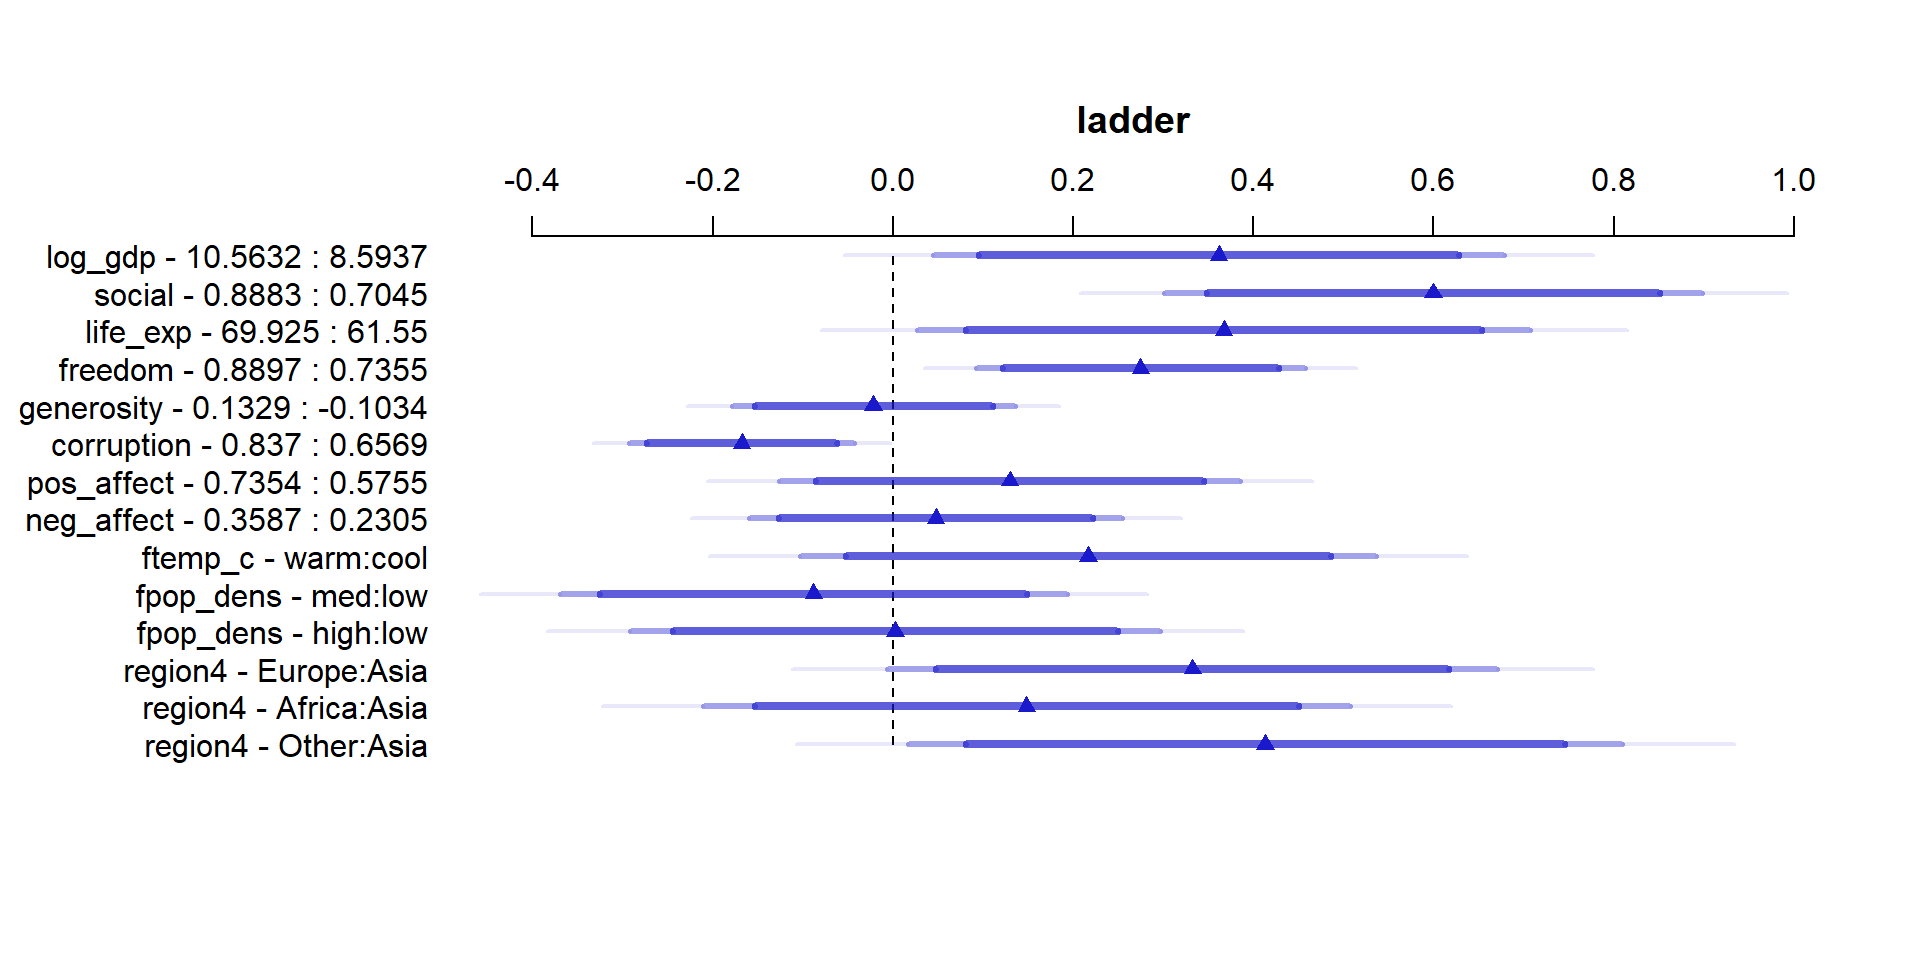 ladder
-0.4 -0.2 0.0 0.2 0.4 0.6 0.8 1.0
log_gdp - 10.5632 : 8.5937
social - 0.8883 : 0.7045
life_exp - 69.925 : 61.55
freedom - 0.8897 : 0.7355
generosity - 0.1329 : -0.1034
corruption - 0.837 : 0.6569
pos_affect - 0.7354 : 0.5755
neg_affect - 0.3587 : 0.2305
ftemp_c - warm:cool
fpop_dens - med:low
fpop_dens - high:low
region4 - Europe:Asia
region4 - Africa:Asia
region4 - Other:Asia